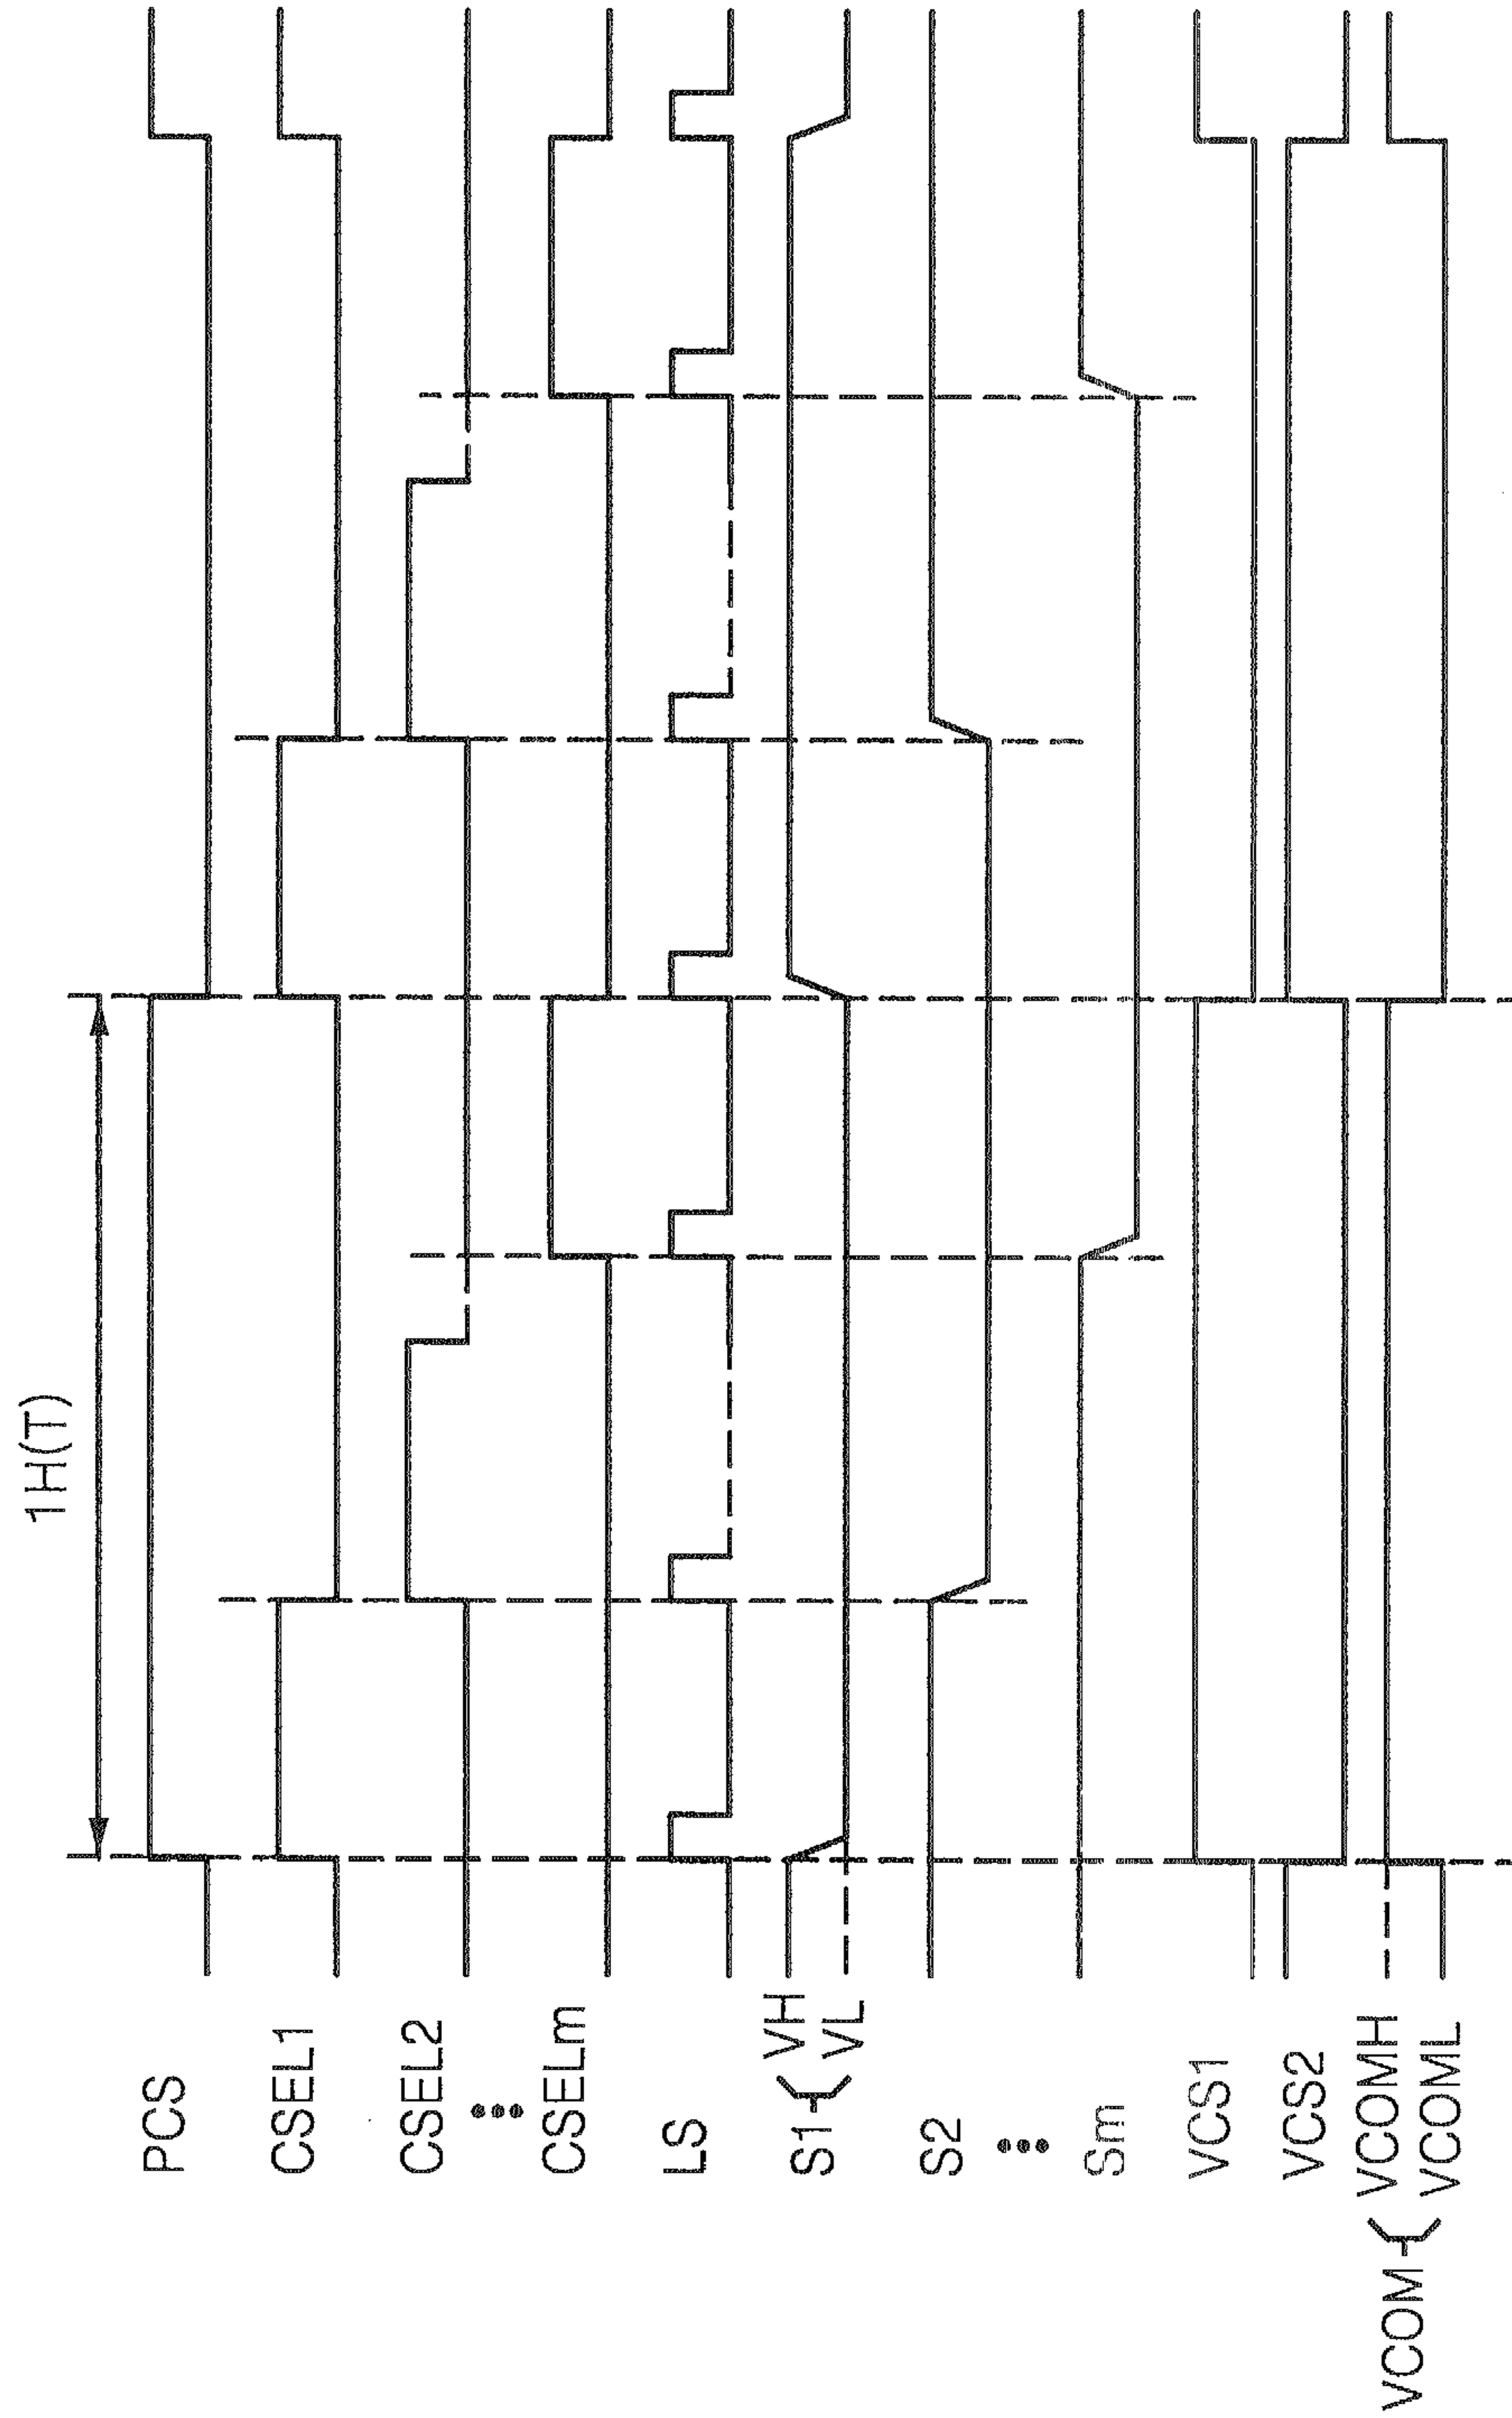 1H(T)
PCS
CSEL1
CSEL2
CSELm
LS
S1 VH
VL
S2
Sm
VCS1
VCS2
VCOM VCOMH
VCOML